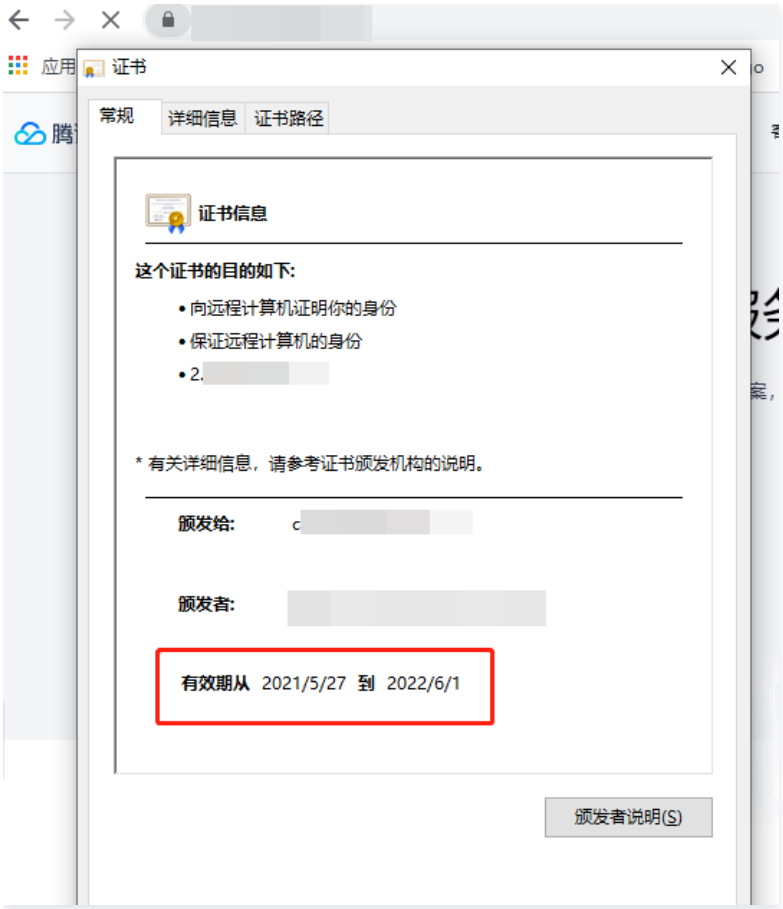 应用
证书
常规
详细信息
证书路径
证书信息
这个证书的目的如下:
• 向远程计算机证明你的身份
• 保证远程计算机的身份
• 2.
* 有关详细信息，请参考证书颁发机构的说明。
颁发给: c
颁发者:
有效期从 2021/5/27 到 2022/6/1
颁发者说明(S)
腾
案，